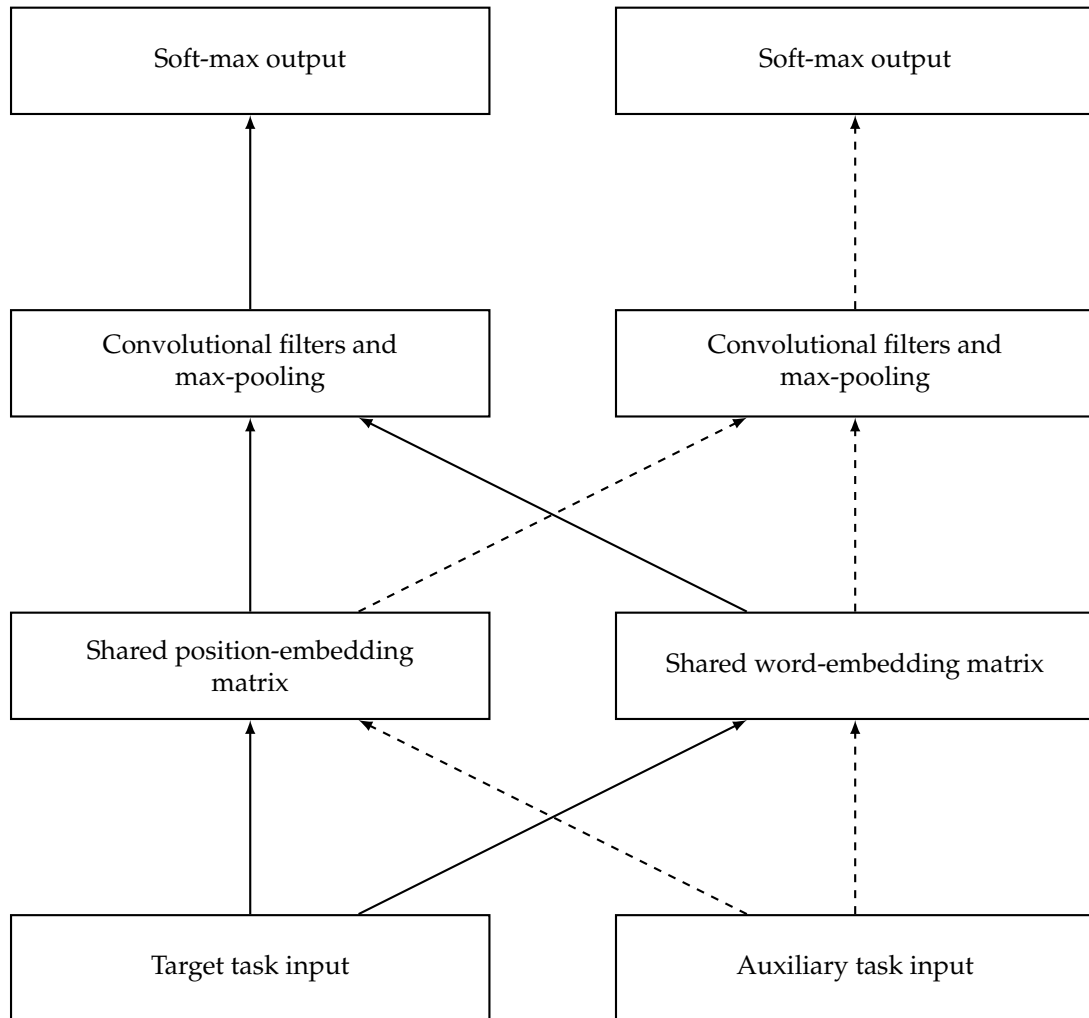 Soft-max output
Soft-max output
Convolutional filters and
max-pooling
Convolutional filters and
max-pooling
Shared position-embedding
matrix
Shared word-embedding matrix
Target task input
Auxiliary task input